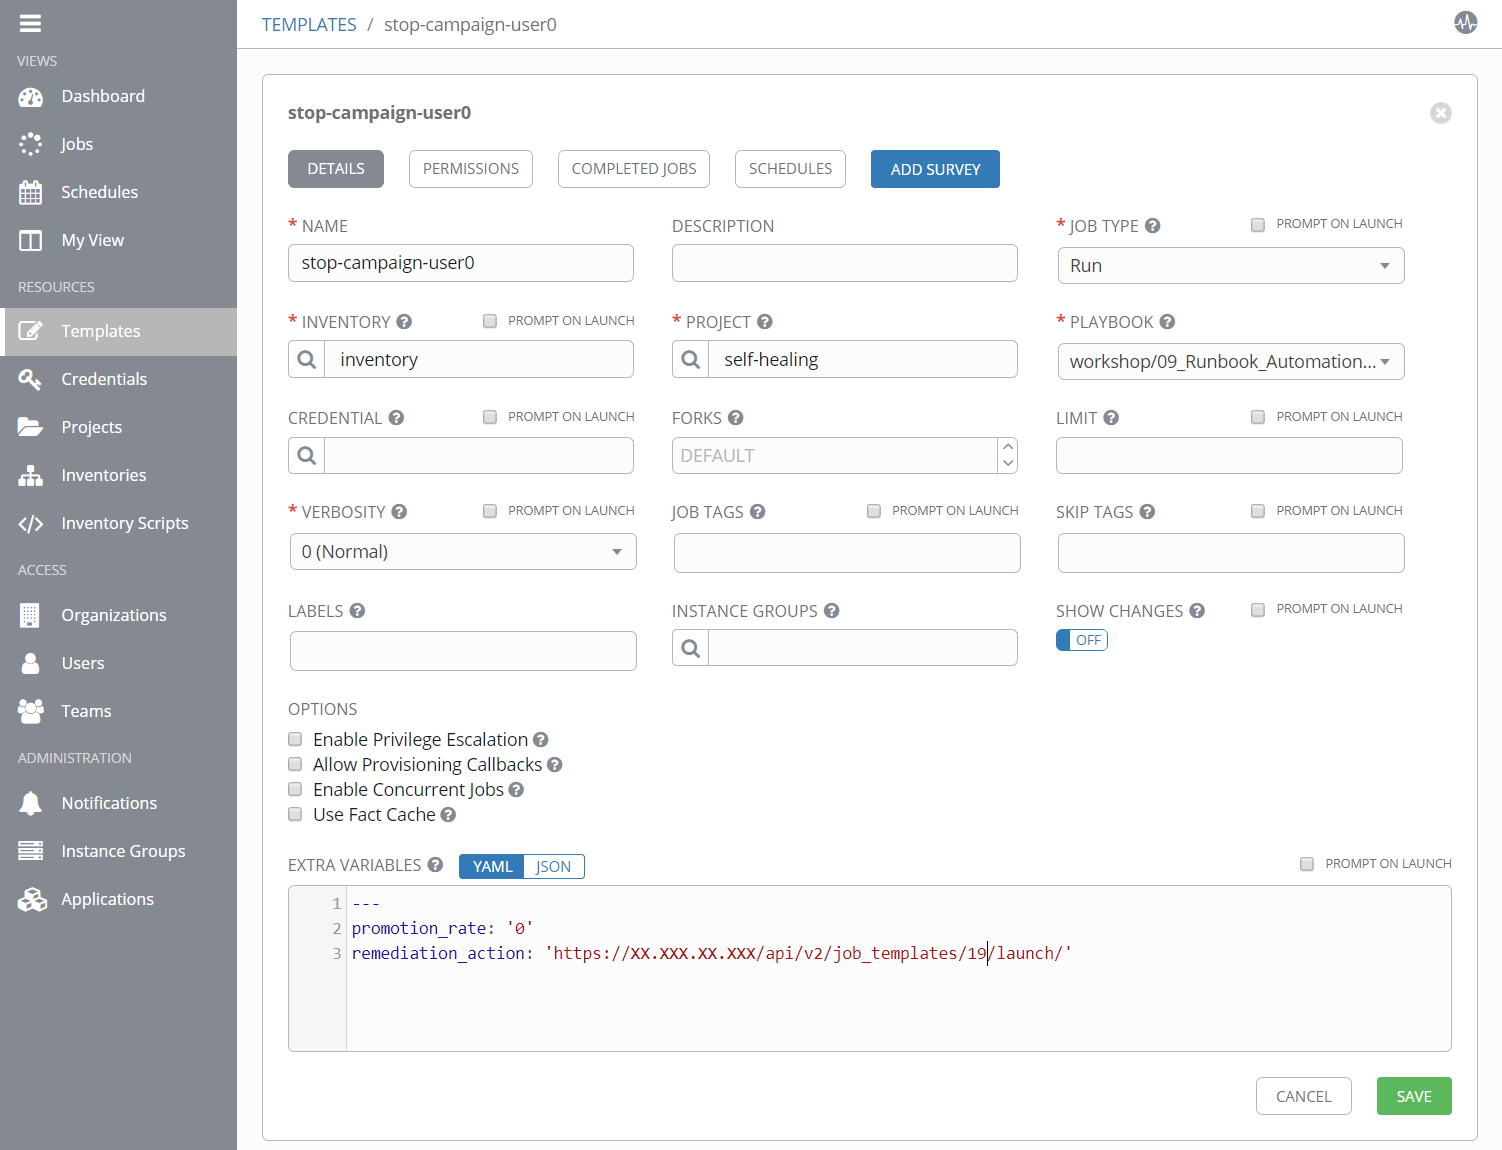 TEMPLATES / stop-campaign-user0
VIEWS
Dashboard
Jobs
Schedules
My View
RESOURCES
Templates
Credentials
Projects
Inventories
Inventory Scripts
ACCESS
Organizations
Users
Teams
ADMINISTRATION
Notifications
Instance Groups
Applications
stop-campaign-user0
DETAILS PERMISSIONS COMPLETED JOBS SCHEDULES ADD SURVEY
* NAME DESCRIPTION * JOB TYPE ? PROMPT ON LAUNCH
stop-campaign-user0 Run
* INVENTORY ? PROMPT ON LAUNCH * PROJECT ? * PLAYBOOK ?
inventory self-healing workshop/09_Runbook_Automation...
CREDENTIAL ? PROMPT ON LAUNCH FORKS ? LIMIT ? PROMPT ON LAUNCH
DEFAULT
* VERBOSITY ? PROMPT ON LAUNCH JOB TAGS ? PROMPT ON LAUNCH SKIP TAGS ? PROMPT ON LAUNCH
0 (Normal)
LABELS ? INSTANCE GROUPS ? SHOW CHANGES ? PROMPT ON LAUNCH
OFF
OPTIONS
Enable Privilege Escalation ?
Allow Provisioning Callbacks ?
Enable Concurrent Jobs ?
Use Fact Cache ?
EXTRA VARIABLES ? YAML JSON PROMPT ON LAUNCH
1 ---
2 promotion_rate: '0'
3 remediation_action: 'https://XX.XXX.XX.XXX/api/v2/job_templates/19/launch/'
CANCEL SAVE